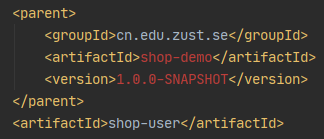 <parent>
<groupId>cn.edu.zust.se</groupId>
<artifactId>shop-demo</artifactId>
<version>1.0.0-SNAPSHOT</version>
</parent>
<artifactId>shop-user</artifactId>